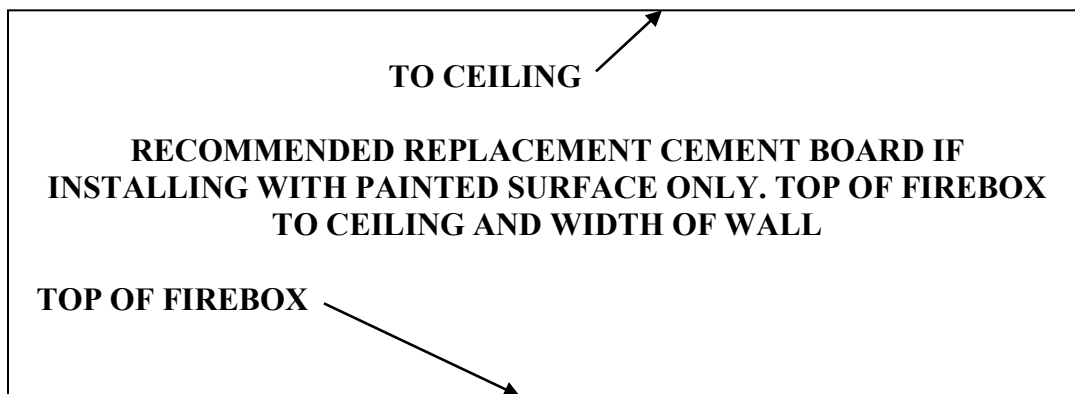 TO CEILING
RECOMMENDED REPLACEMENT CEMENT BOARD IF
INSTALLING WITH PAINTED SURFACE ONLY. TOP OF FIREBOX
TO CEILING AND WIDTH OF WALL
TOP OF FIREBOX